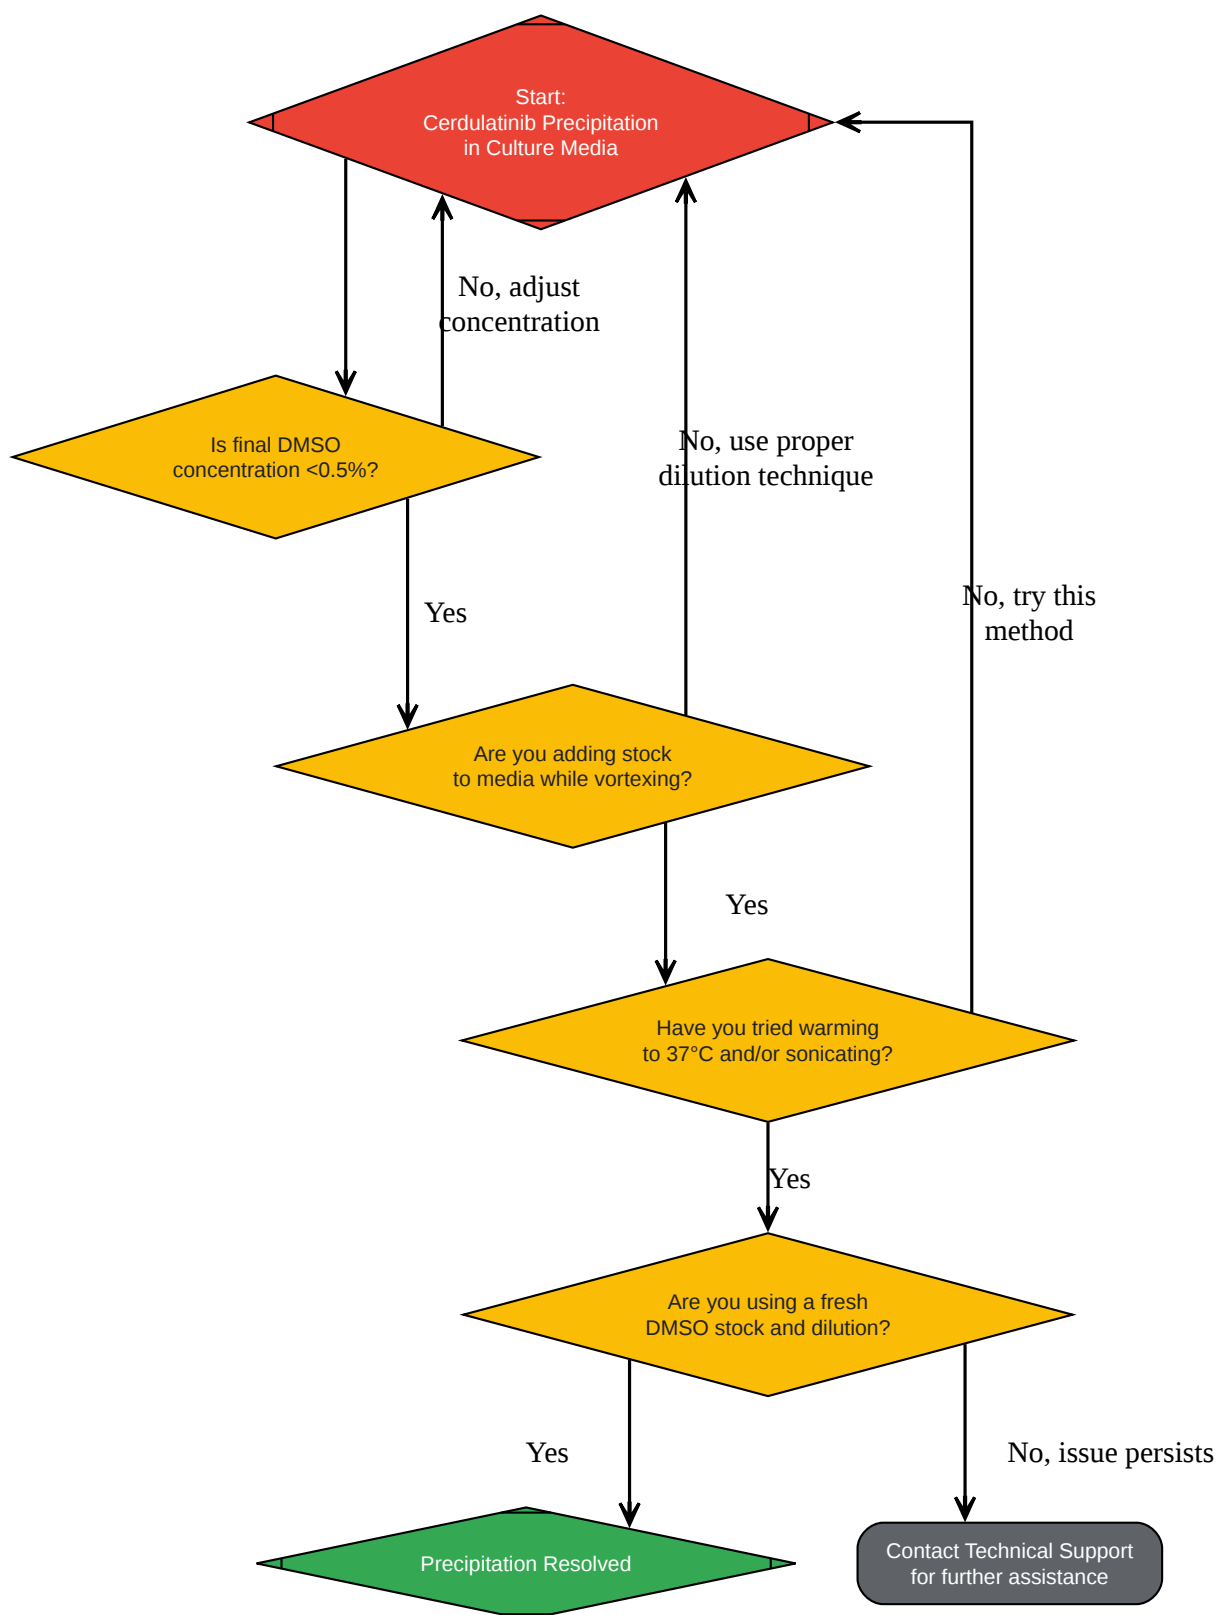 Start:
Cerdulatinib Precipitation
in Culture Media
No, adjust
concentration
Is final DMSO
concentration <0.5%?
No, use proper
dilution technique
Yes
No, try this
method
Are you adding stock
to media while vortexing?
Yes
Have you tried warming
to 37°C and/or sonicating?
Yes
Are you using a fresh
DMSO stock and dilution?
Yes
No, issue persists
Precipitation Resolved
Contact Technical Support
for further assistance